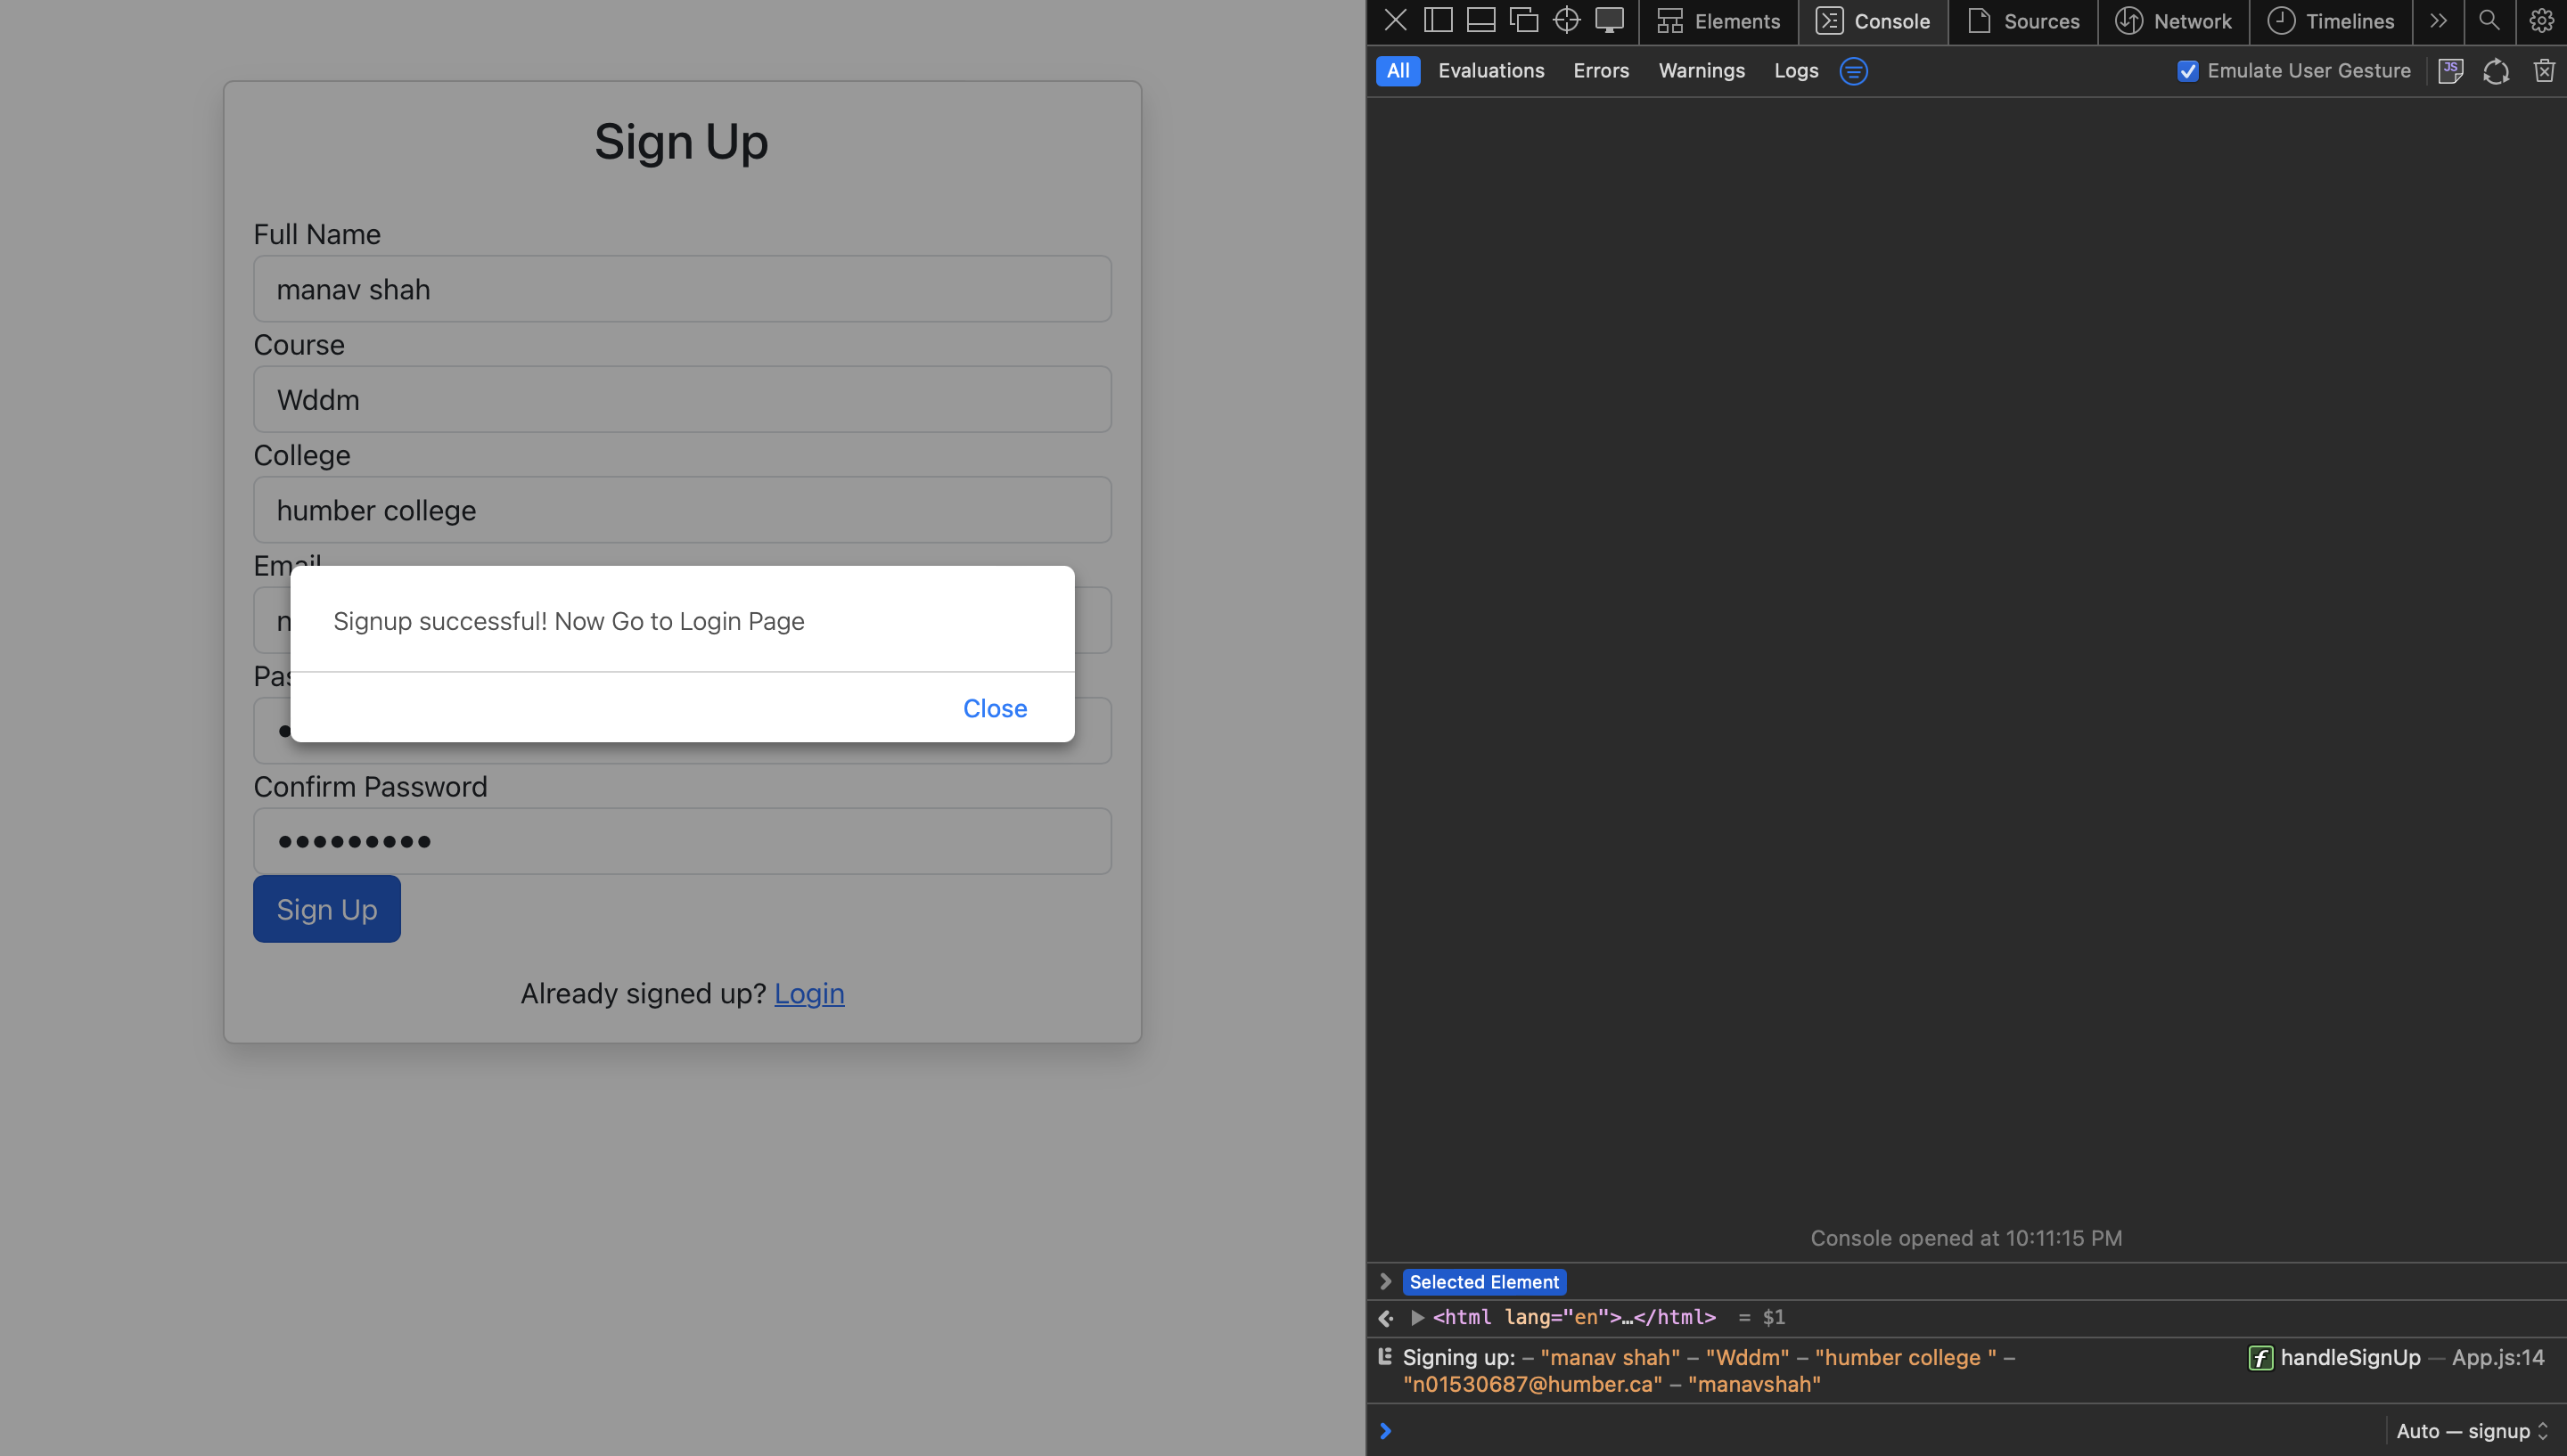 Sign Up
Full Name
manav shah
Course
Wddm
College
humber college
Email
n
Signup successful! Now Go to Login Page
Close
Confirm Password
Sign Up
Already signed up? Login
Elements
Console
Sources
Network
Timelines
All Evaluations Errors Warnings Logs
Emulate User Gesture
JS
Console opened at 10:11:15 PM
Selected Element
<html lang="en">…</html> = $1
Signing up: – "manav shah" – "Wddm" – "humber college " –
"n01530687@humber.ca" – "manavshah"
f handleSignUp — App.js:14
Auto — signup